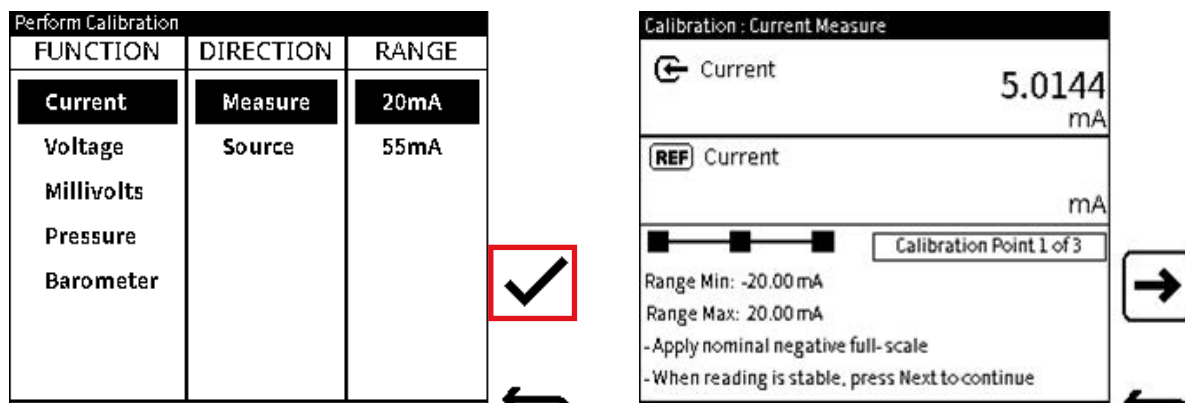 Perform Calibration
FUNCTION DIRECTION RANGE
Current Measure 20mA
Voltage Source 55mA
Millivolts
Pressure
Barometer
Calibration : Current Measure
Current
5.0144
mA
REF Current
mA
Calibration Point 1 of 3
Range Min: -20.00 mA
Range Max: 20.00 mA
- Apply nominal negative full-scale
- When reading is stable, press Next to continue